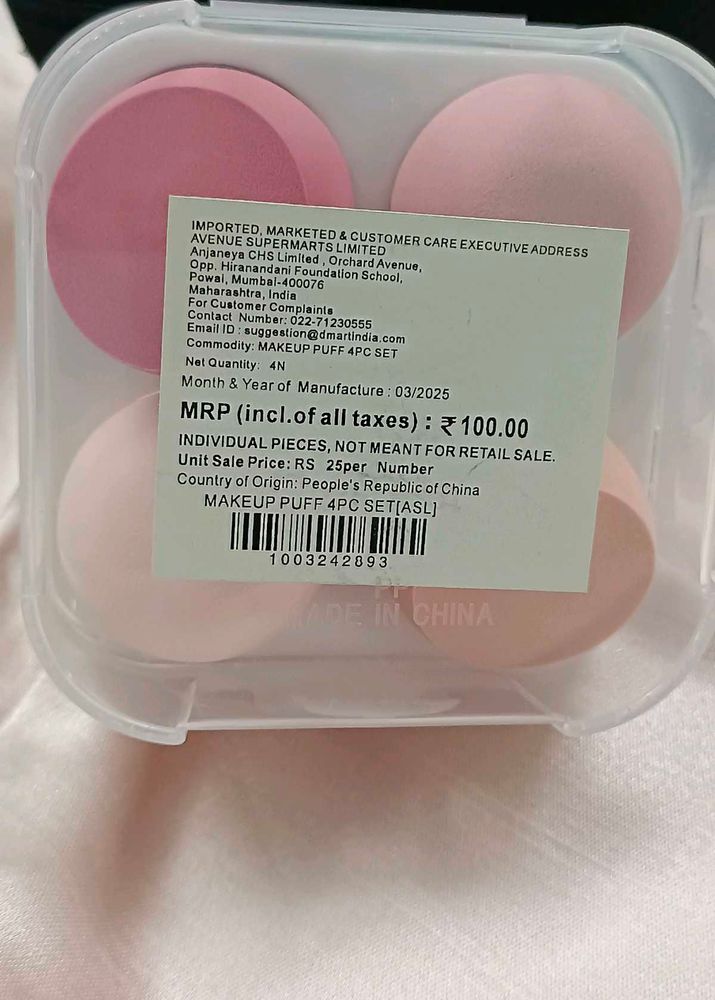 IMPORTED, MARKETED & CUSTOMER CARE EXECUTIVE ADDRESS
AVENUE SUPERMARTS LIMITED
Anjaneya CHS Limited , Orchard Avenue,
Opp. Hiranandani Foundation School,
Powai, Mumbai-400076
Maharashtra, India
For Customer Complaints
Contact Number: 022-71230555
Email ID : suggestion@dmartindia.com
Commodity: MAKEUP PUFF 4PC SET
Net Quantity: 4N
Month & Year of Manufacture : 03/2025
MRP (incl.of all taxes) : ₹100.00
INDIVIDUAL PIECES, NOT MEANT FOR RETAIL SALE.
Unit Sale Price: RS 25per Number
Country of Origin: People's Republic of China
MAKEUP PUFF 4PC SET[ASL]
1003242893
PP
MADE IN CHINA